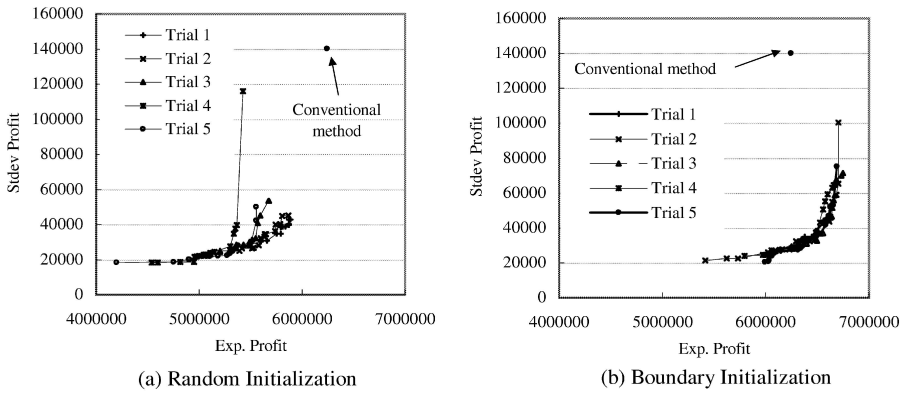 160000
140000
120000
100000
80000
60000
40000
20000
0
Stdev Profit
Trial 1
Trial 2
Trial 3
Trial 4
Trial 5
Conventional
method
4000000 5000000 6000000 7000000
Exp. Profit
(a) Random Initialization
160000
140000
120000
100000
80000
60000
40000
20000
0
Stdev Profit
Conventional method
Trial 1
Trial 2
Trial 3
Trial 4
Trial 5
4000000 5000000 6000000 7000000
Exp. Profit
(b) Boundary Initialization